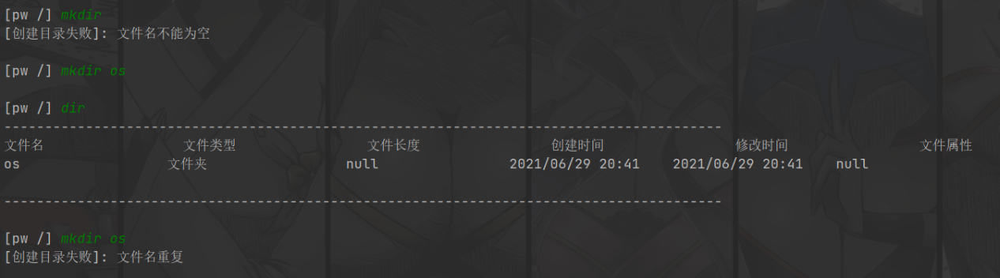 [pw /] mkdir
[创建目录失败]: 文件名不能为空
[pw /] mkdir os
[pw /] dir
----------------------------------------------------------------------------------------
文件名 文件类型 文件长度 创建时间 修改时间 文件属性
os 文件夹 null 2021/06/29 20:41 2021/06/29 20:41 null
----------------------------------------------------------------------------------------
[pw /] mkdir os
[创建目录失败]: 文件名重复